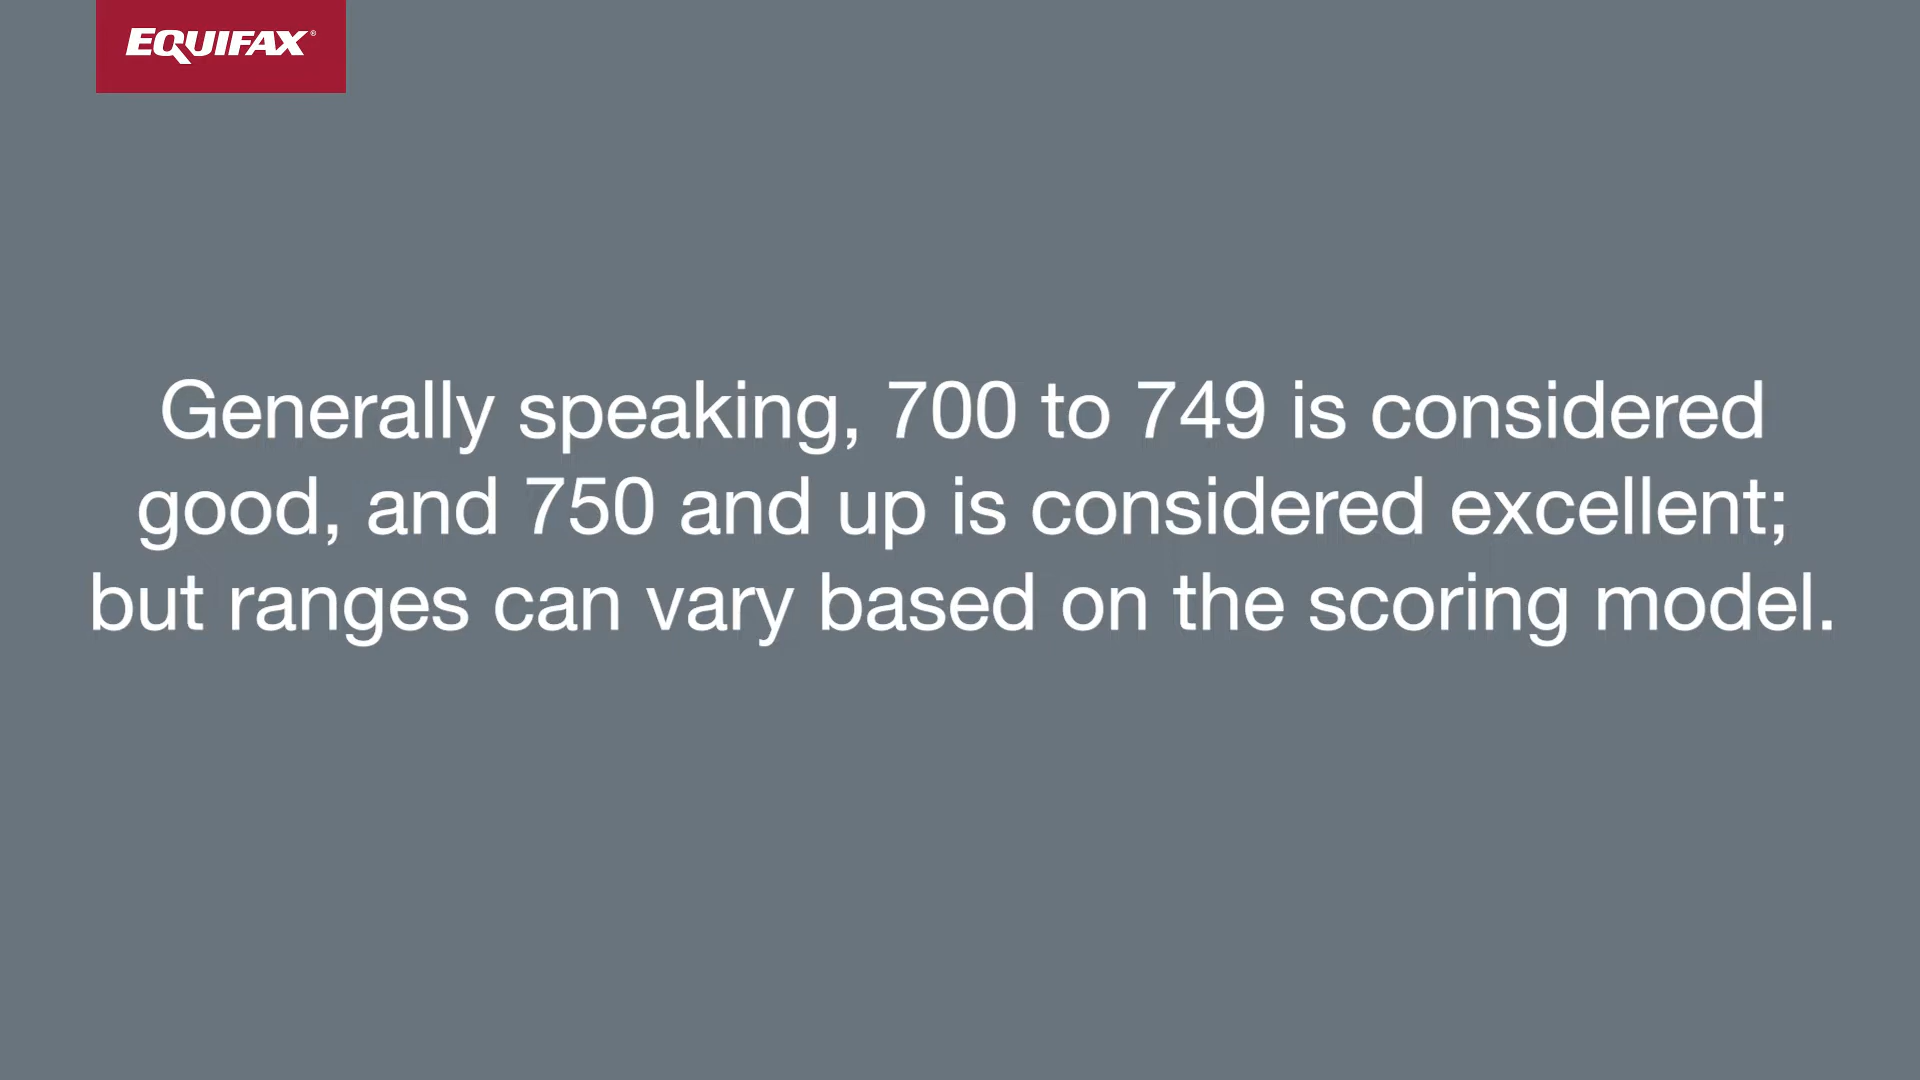 EQUIFAX®
Generally speaking, 700 to 749 is considered
good, and 750 and up is considered excellent;
but ranges can vary based on the scoring model.